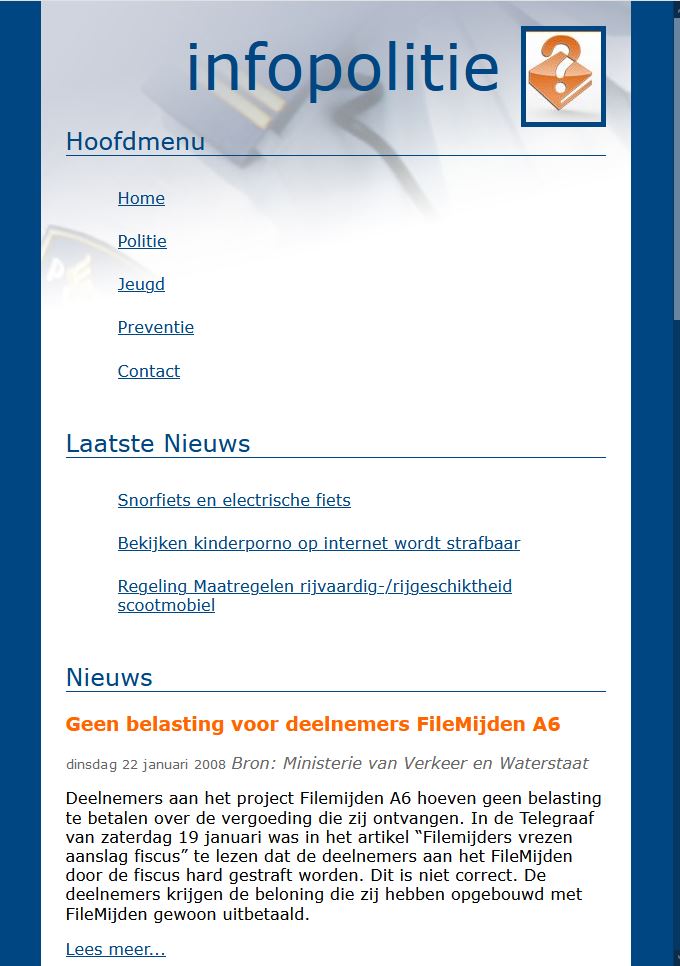 infopolitie
Hoofdmenu
Home
Politie
Jeugd
Preventie
Contact
Laatste Nieuws
Snorfiets en electrische fiets
Bekijken kinderporno op internet wordt strafbaar
Regeling Maatregelen rijvaardig-/rijgeschiktheid
scootmobiel
Nieuws
Geen belasting voor deelnemers FileMijden A6
dinsdag 22 januari 2008 Bron: Ministerie van Verkeer en Waterstaat
Deelnemers aan het project Filemijden A6 hoeven geen belasting
te betalen over de vergoeding die zij ontvangen. In de Telegraaf
van zaterdag 19 januari was in het artikel “Filemijders vrezen
aanslag fiscus” te lezen dat de deelnemers aan het FileMijden
door de fiscus hard gestraft worden. Dit is niet correct. De
deelnemers krijgen de beloning die zij hebben opgebouwd met
FileMijden gewoon uitbetaald.
Lees meer...